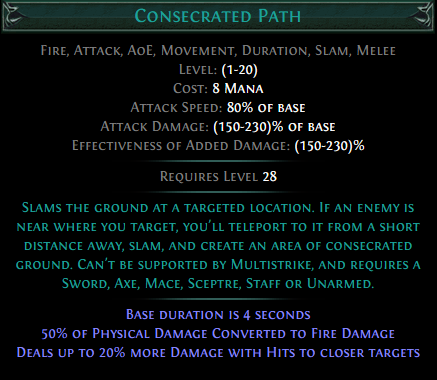 Consecrated Path
Fire, Attack, AoE, Movement, Duration, Slam, Melee
Level: (1-20)
Cost: 8 Mana
Attack Speed: 80% of base
Attack Damage: (150-230)% of base
Effectiveness of Added Damage: (150-230)%
Requires Level 28
Slams the ground at a targeted location. If an enemy is
near where you target, you'll teleport to it from a short
distance away, slam, and create an area of consecrated
ground. Can't be supported by Multistrike, and requires a
Sword, Axe, Mace, Sceptre, Staff or Unarmed.
Base duration is 4 seconds
50% of Physical Damage Converted to Fire Damage
Deals up to 20% more Damage with Hits to closer targets